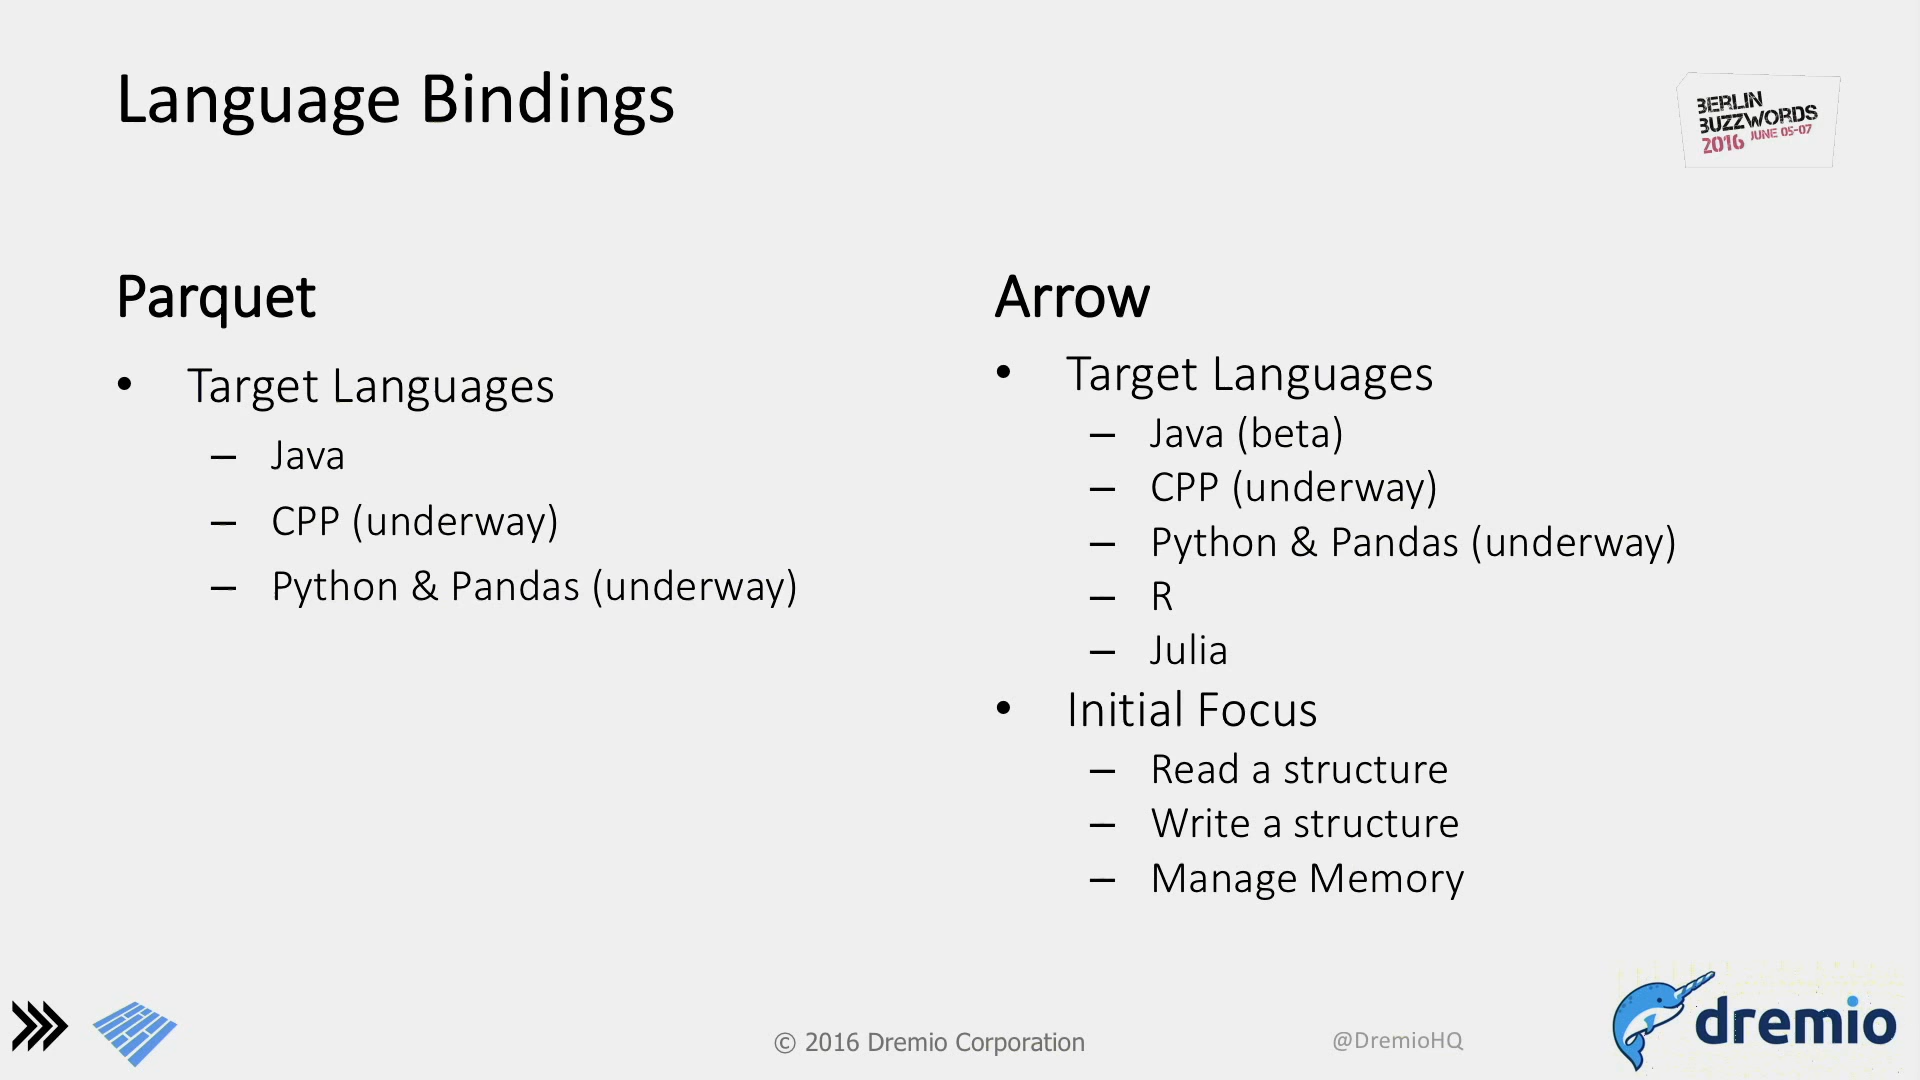 Language Bindings
BERLIN
BUZZWORDS
2016 JUNE 05-07
Parquet
• Target Languages
– Java
– CPP (underway)
– Python & Pandas (underway)
Arrow
• Target Languages
– Java (beta)
– CPP (underway)
– Python & Pandas (underway)
– R
– Julia
• Initial Focus
– Read a structure
– Write a structure
– Manage Memory
© 2016 Dremio Corporation
@DremioHQ
dremio